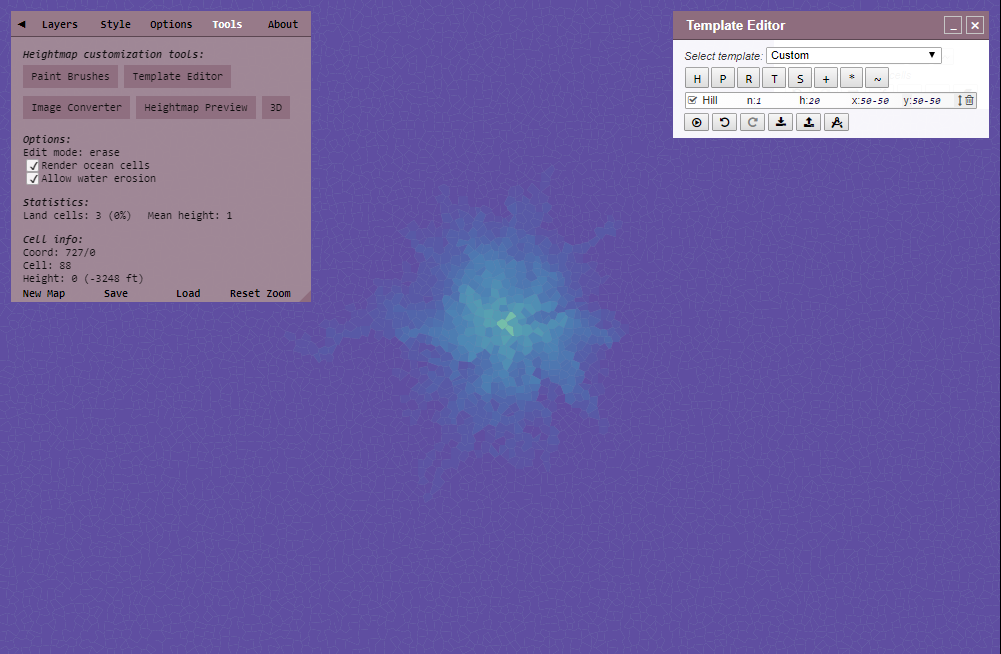 ◄ Layers Style Options Tools About
Heightmap customization tools:
Paint Brushes Template Editor
Image Converter Heightmap Preview 3D
Options:
Edit mode: erase
Render ocean cells
Allow water erosion
Statistics:
Land cells: 3 (0%) Mean height: 1
Cell info:
Coord: 727/0
Cell: 88
Height: 0 (-3248 ft)
New Map Save Load Reset Zoom
Template Editor
Select template: Custom
H P R T S + * ~
Hill n:1 h:20 x:50-50 y:50-50